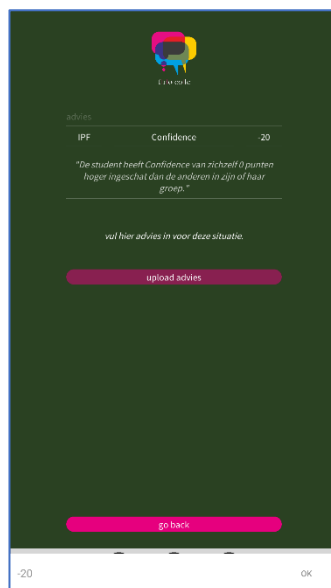 advies
IPF Confidence -20
"De student heeft Confidence van zichzelf 0 punten
hoger ingeschat dan de anderen in zijn of haar
groep."
vul hier advies in voor deze situatie.
upload advies
go back
-20 OK